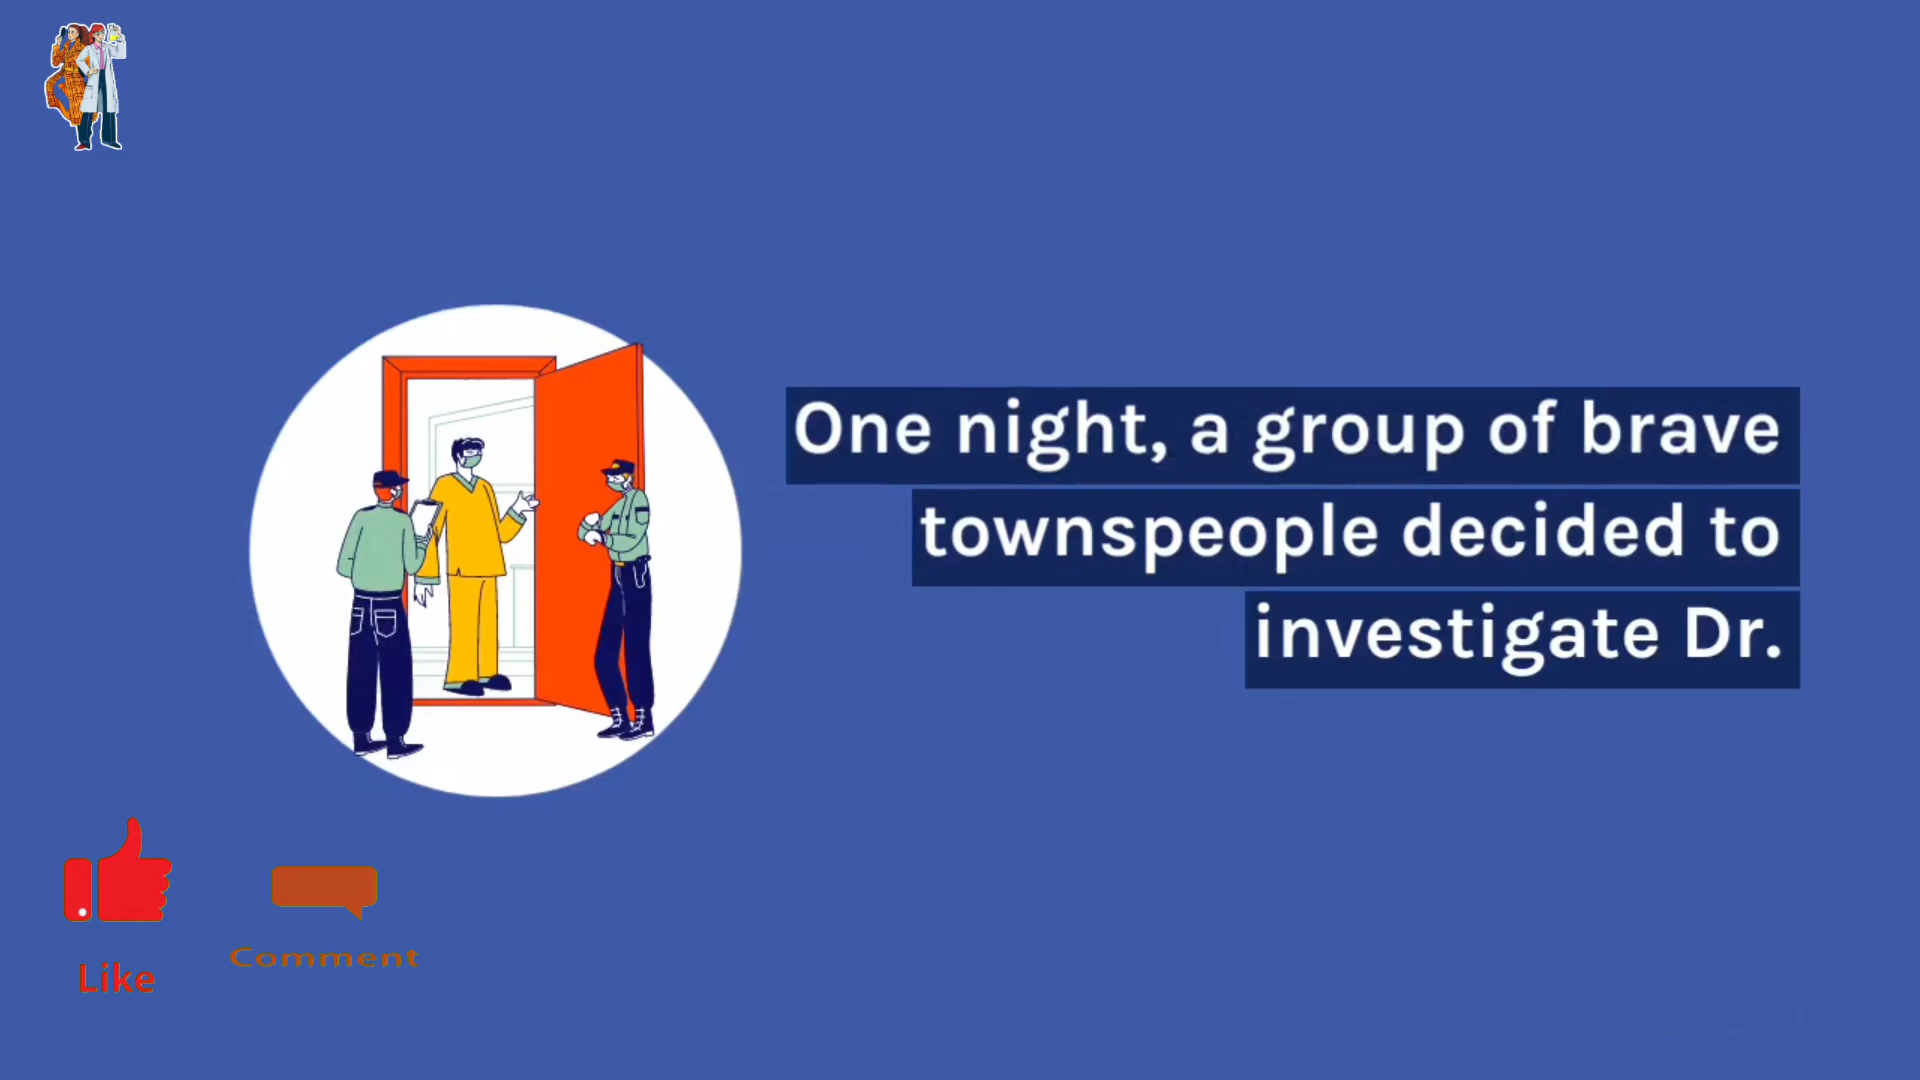 One night, a group of brave
townspeople decided to
investigate Dr.
Like
Comment